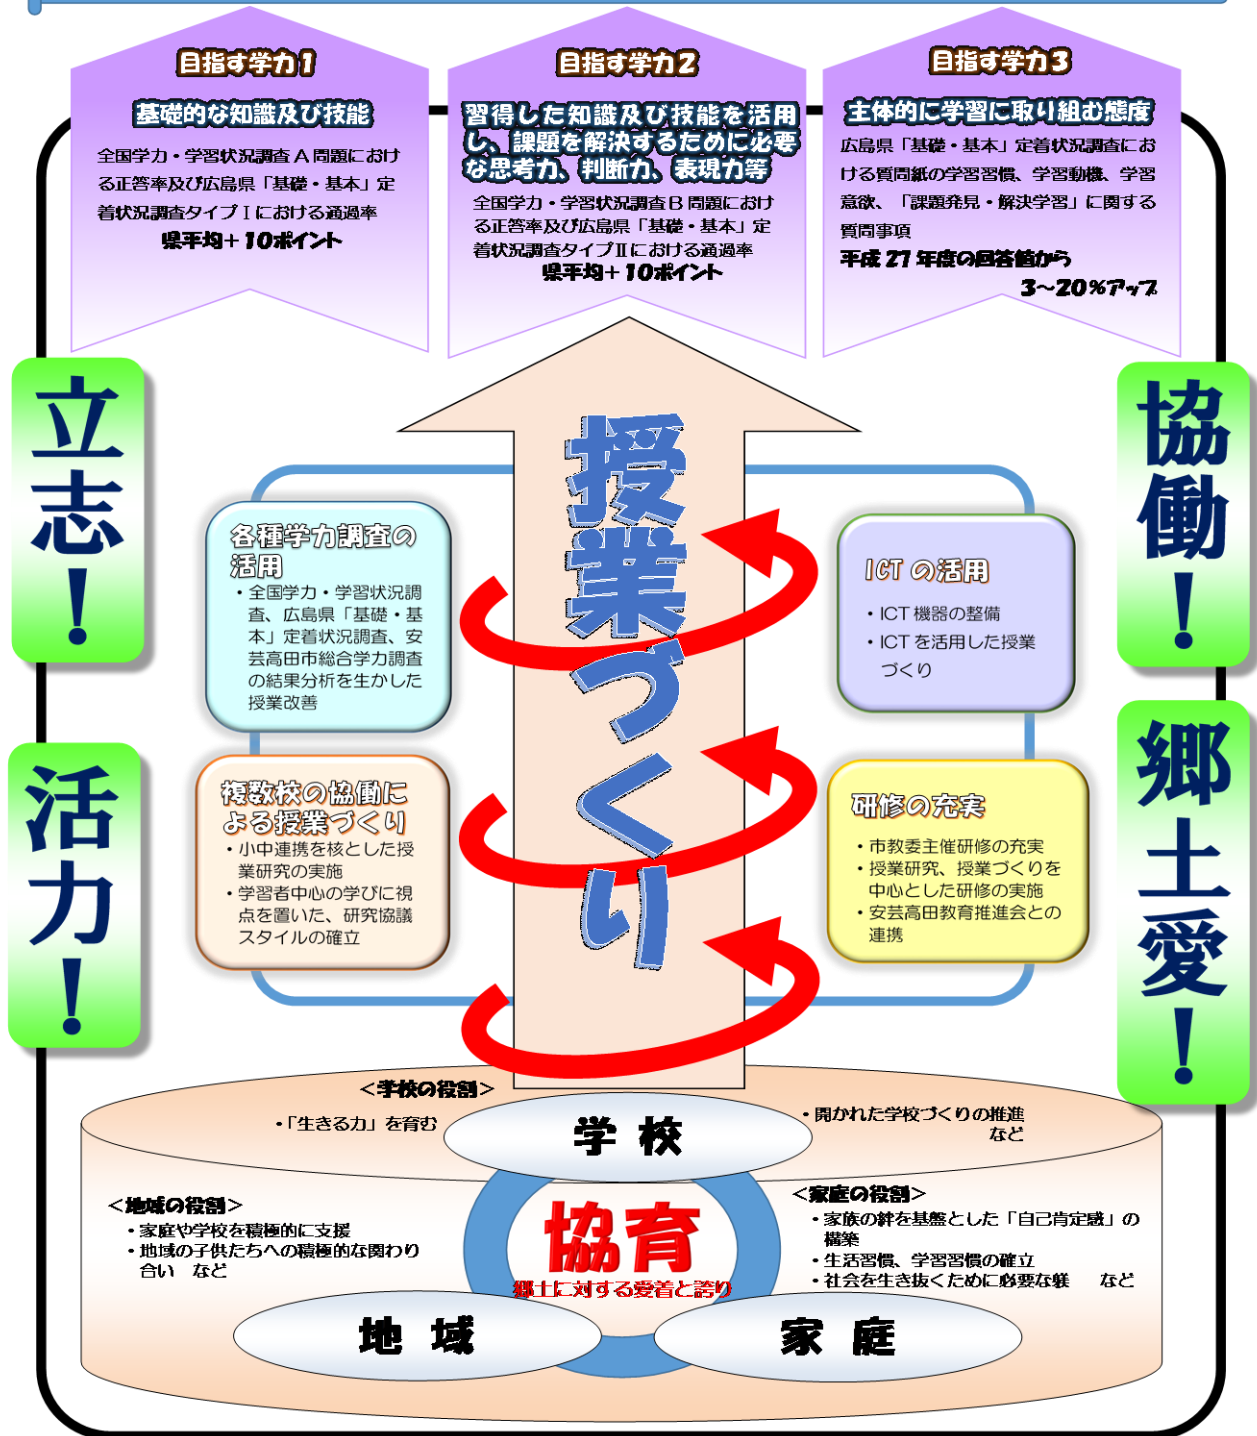 目指す学力1
基礎的な知識及び技能
全国学力・学習状況調査A問題におけ
る正答率及び広島県「基礎・基本」定
着状況調査タイプⅠにおける通過率
県平均+10ポイント
目指す学力2
習得した知識及び技能を活用
し、課題を解決するために必要
な思考力、判断力、表現力等
全国学力・学習状況調査B問題におけ
る正答率及び広島県「基礎・基本」定
着状況調査タイプⅡにおける通過率
県平均+10ポイント
目指す学力3
主体的に学習に取り組む態度
広島県「基礎・基本」定着状況調査にお
ける質問紙の学習習慣、学習動機、学習
意欲、「課題発見・解決学習」に関する
質問事項
平成27年度の回答値から
3~20%アップ
立志!
活力!
協働!
郷土愛!
授業づくり
各種学力調査の
活用
・全国学力・学習状況調
査、広島県「基礎・基
本」定着状況調査、安
芸高田市総合学力調査
の結果分析を生かした
授業改善
ICTの活用
・ICT機器の整備
・ICTを活用した授業
づくり
複数校の協働に
よる授業づくり
・小中連携を核とした授
業研究の実施
・学習者中心の学びに視
点を置いた、研究協議
スタイルの確立
研修の充実
・市教委主催研修の充実
・授業研究、授業づくりを
中心とした研修の実施
・安芸高田教育推進会との
連携
<学校の役割>
・「生きる力」を育む
学校
・開かれた学校づくりの推進
など
<地域の役割>
・家庭や学校を積極的に支援
・地域の子供たちへの積極的な関わり
合い など
協育
郷土に対する愛着と誇り
<家庭の役割>
・家族の絆を基盤とした「自己肯定感」の
構築
・生活習慣、学習習慣の確立
・社会を生き抜くために必要な躾 など
地域
家庭